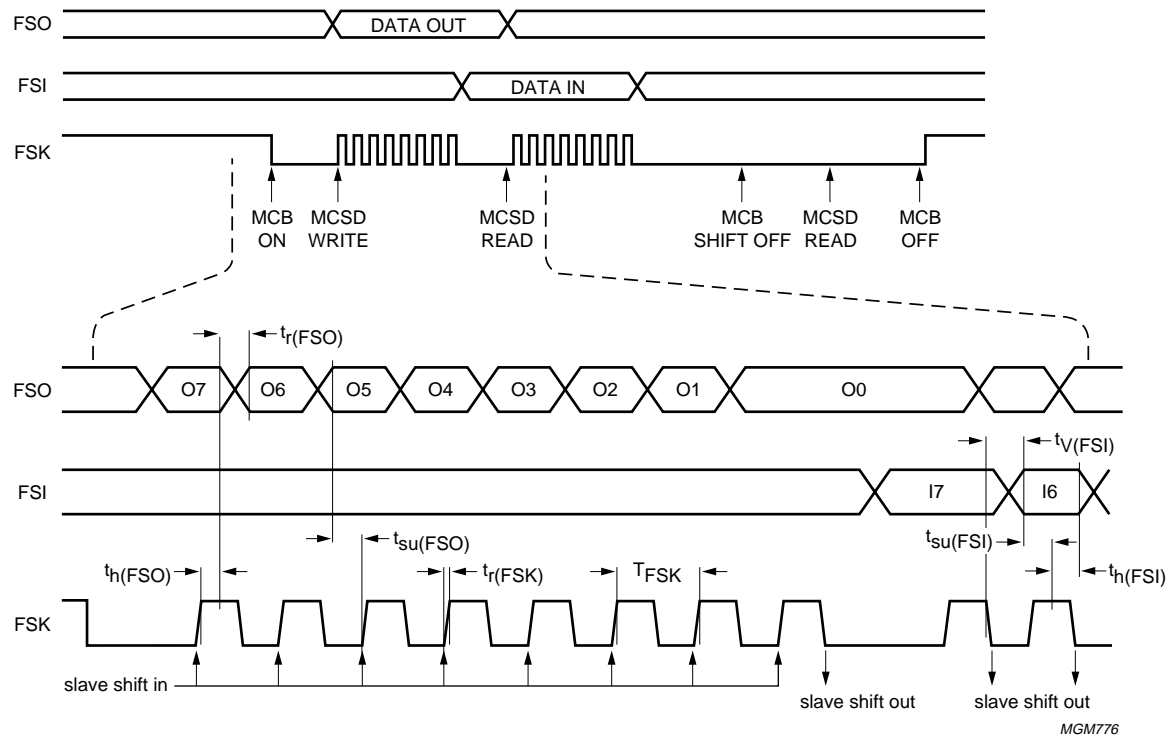 FSO
DATA OUT
FSI
DATA IN
FSK
MCB
ON
MCSD
WRITE
MCSD
READ
MCB
SHIFT OFF
MCSD
READ
MCB
OFF
tr(FSO)
FSO
O7
O6
O5
O4
O3
O2
O1
O0
tV(FSI)
FSI
I7
I6
tsu(FSO)
tsu(FSI)
th(FSO)
tr(FSK)
TFSK
th(FSI)
FSK
slave shift in
slave shift out
slave shift out
MGM776